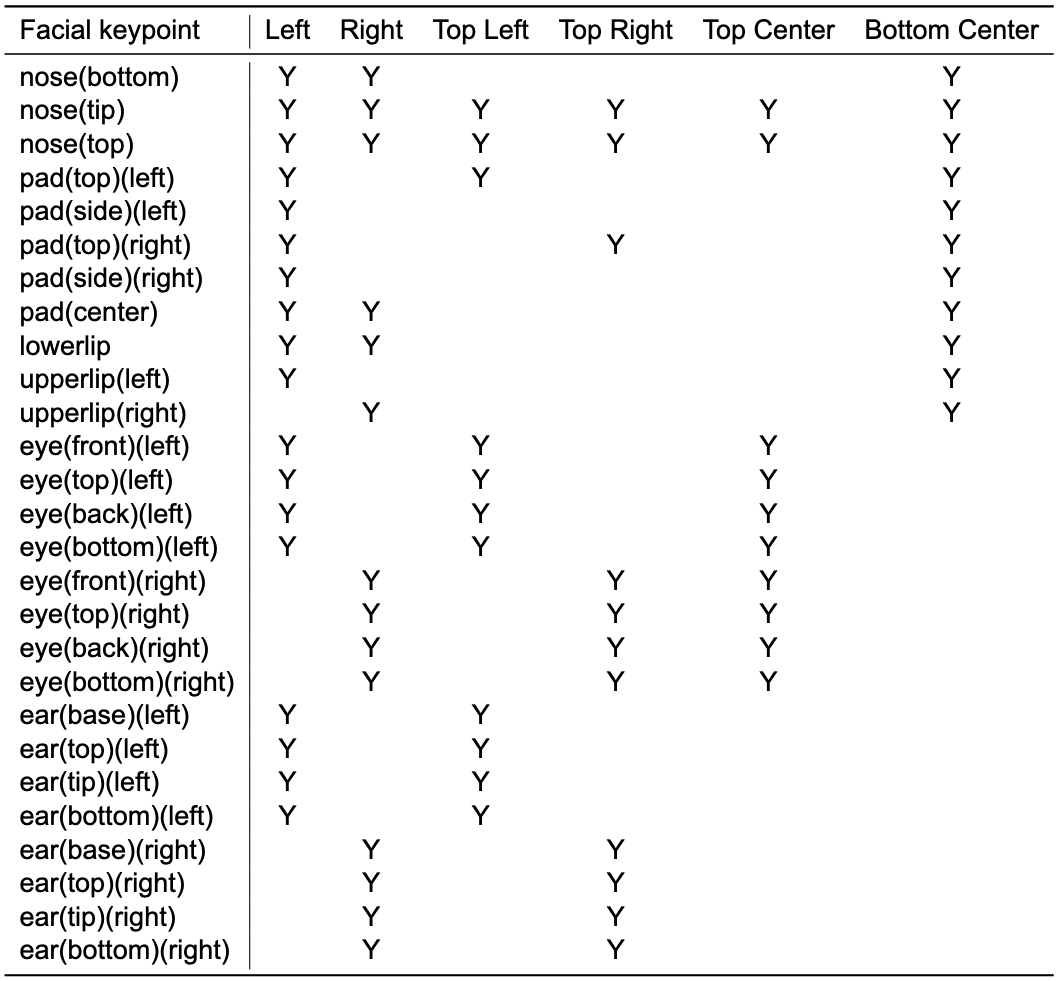 Facial keypoint Left Right Top Left Top Right Top Center Bottom Center
nose(bottom) Y Y Y
nose(tip) Y Y Y Y Y Y
nose(top) Y Y Y Y Y Y
pad(top)(left) Y Y Y
pad(side)(left) Y Y
pad(top)(right) Y Y Y
pad(side)(right) Y Y
pad(center) Y Y Y
lowerlip Y Y Y
upperlip(left) Y Y
upperlip(right) Y Y
eye(front)(left) Y Y Y
eye(top)(left) Y Y Y
eye(back)(left) Y Y Y
eye(bottom)(left) Y Y Y
eye(front)(right) Y Y Y
eye(top)(right) Y Y Y
eye(back)(right) Y Y Y
eye(bottom)(right) Y Y Y
ear(base)(left) Y Y
ear(top)(left) Y Y
ear(tip)(left) Y Y
ear(bottom)(left) Y Y
ear(base)(right) Y Y
ear(top)(right) Y Y
ear(tip)(right) Y Y
ear(bottom)(right) Y Y